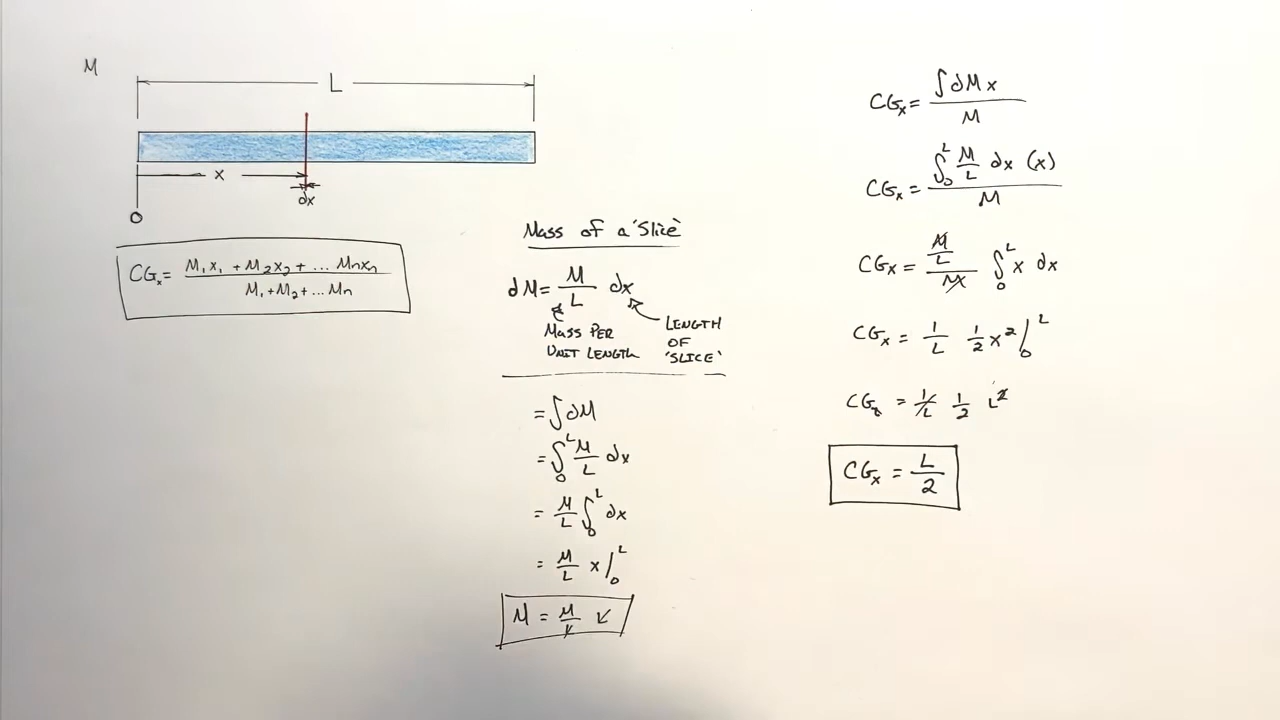 M
L
x
dx
0
CGₓ= M₁x₁ + M₂x₂ + ... Mnxn / M₁+M₂+...Mn
Mass of a 'Slice'
dM = M/L dx
MASS PER UNIT LENGTH
LENGTH OF 'SLICE'
= ∫dM
= ∫₀ᴸ M/L dx
= M/L ∫₀ᴸ dx
= M/L x|₀ᴸ
M = M/L L
CGₓ = ∫dM x / M
CGₓ = ∫₀ᴸ M/L dx (x) / M
CGx = M/L / M ∫₀ᴸ x dx
CGₓ = 1/L 1/2 x² |₀ᴸ
CGₓ = 1/L 1/2 L²
CGₓ = L/2